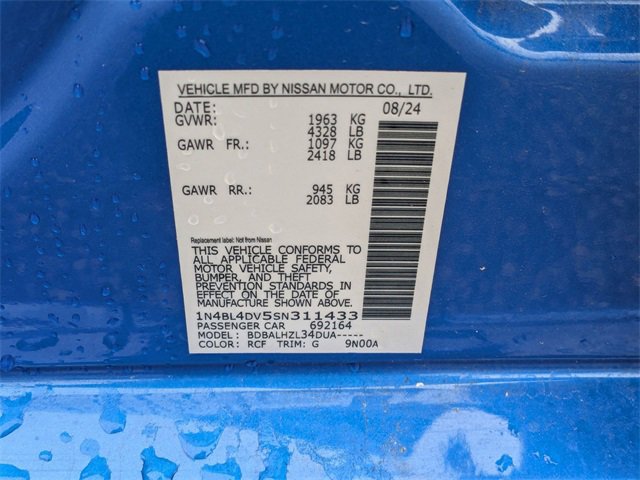 VEHICLE MFD BY NISSAN MOTOR CO., LTD.
DATE: 08/24
GVWR: 1963 KG
4328 LB
GAWR FR.: 1097 KG
2418 LB
GAWR RR.: 945 KG
2083 LB
Replacement label: Not from Nissan
THIS VEHICLE CONFORMS TO
ALL APPLICABLE FEDERAL
MOTOR VEHICLE SAFETY,
BUMPER, AND THEFT
PREVENTION STANDARDS IN
EFFECT ON THE DATE OF
MANUFACTURE SHOWN ABOVE.
1N4BL4DV5SN311433
PASSENGER CAR 692164
MODEL: BDBALHZL34DUA-----
COLOR: RCF TRIM: G 9N00A